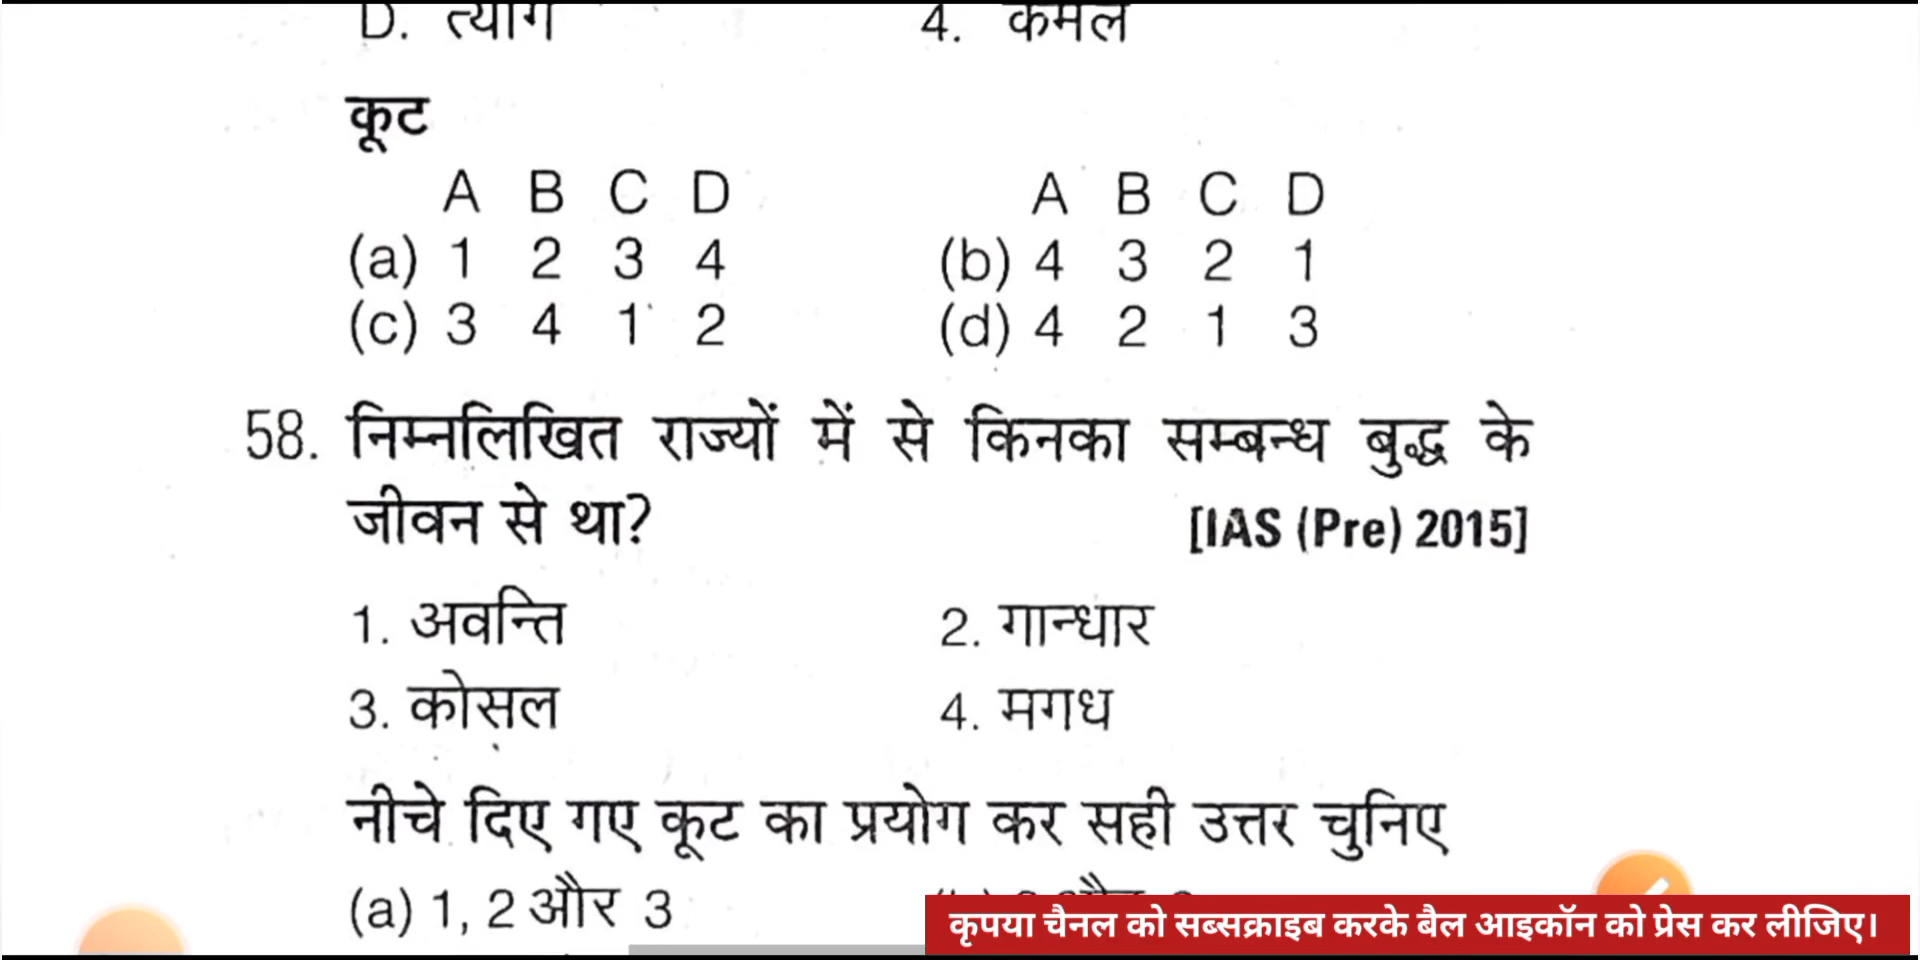 D. त्याग 4. कमल
कूट
A B C D A B C D
(a) 1 2 3 4 (b) 4 3 2 1
(c) 3 4 1 2 (d) 4 2 1 3
58. निम्नलिखित राज्यों में से किनका सम्बन्ध बुद्ध के
जीवन से था? [IAS (Pre) 2015]
1. अवन्ति 2. गान्धार
3. कोसल 4. मगध
नीचे दिए गए कूट का प्रयोग कर सही उत्तर चुनिए
(a) 1, 2 और 3
कृपया चैनल को सब्सक्राइब करके बैल आइकॉन को प्रेस कर लीजिए।